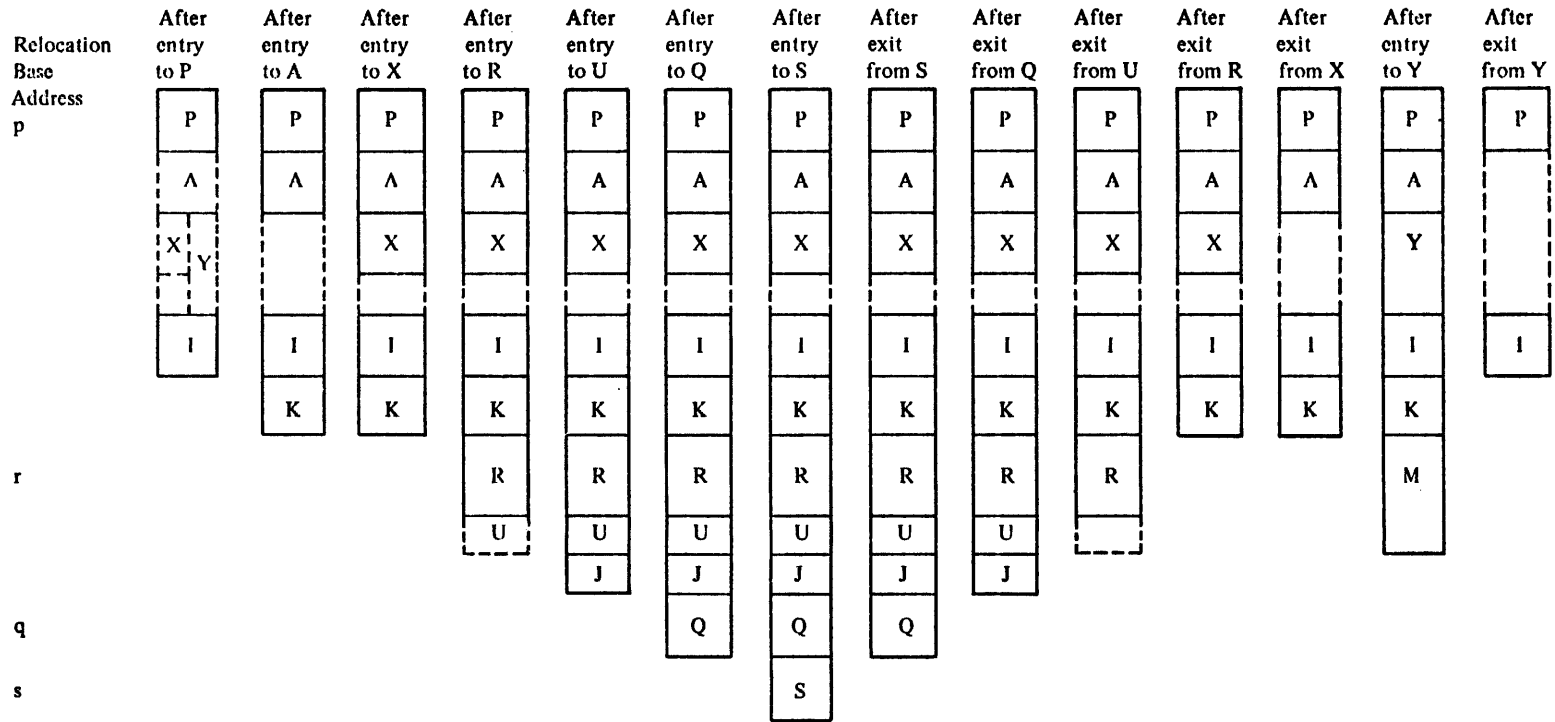 After After After After After After After After After After After After After After
Relocation entry entry entry entry entry entry entry exit exit exit exit exit entry exit
Base to P to A to X to R to U to Q to S from S from Q from U from R from X to Y from Y
Address
p P P P P P P P P P P P P P P
A A A A A A A A A A A A A
X Y X X X X X X X X X Y
I I I I I I I I I I I I I I
K K K K K K K K K K K K
r R R R R R R R M
U U U U U U
J J J J J
q Q Q Q
s S